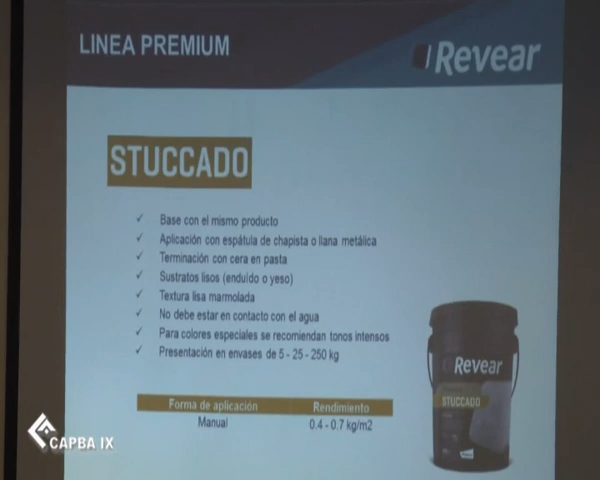 LINEA PREMIUM
Revear
STUCCADO
✓ Base con el mismo producto
✓ Aplicación con espátula de chapista o llana metálica
✓ Terminación con cera en pasta
✓ Sustratos lisos (enduido o yeso)
✓ Textura lisa marmolada
✓ No debe estar en contacto con el agua
✓ Para colores especiales se recomiendan tonos intensos
✓ Presentación en envases de 5 - 25 - 250 kg
Revear
STUCCADO
Forma de aplicación Rendimiento
Manual 0.4 - 0.7 kg/m2
CAPBA IX